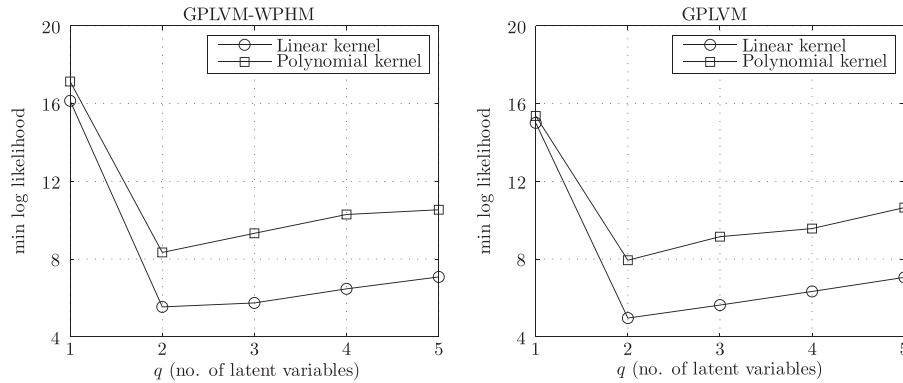 GPLVM-WPHM
Linear kernel
Polynomial kernel
min log likelihood
20
16
12
8
4
1 2 3 4 5
q (no. of latent variables)
GPLVM
Linear kernel
Polynomial kernel
min log likelihood
20
16
12
8
4
1 2 3 4 5
q (no. of latent variables)